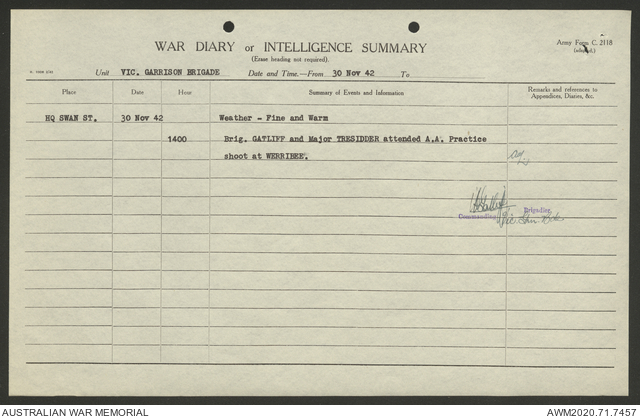 Army Form C. 2118
WAR DIARY or INTELLIGENCE SUMMARY
(Erase heading not required).
Unit VIC. GARRISON BRIGADE Date and Time.—From 30 Nov 42 To
Place Date Hour Summary of Events and Information Remarks and references to Appendices, Diaries, &c.
HQ SWAN ST. 30 Nov 42 Weather - Fine and Warm
1400 Brig. GATLIFF and Major TRESIDDER attended A.A. Practice
shoot at WERRIBEE.
Brigadier,
Commanding
AUSTRALIAN WAR MEMORIAL AWM2020.71.7457